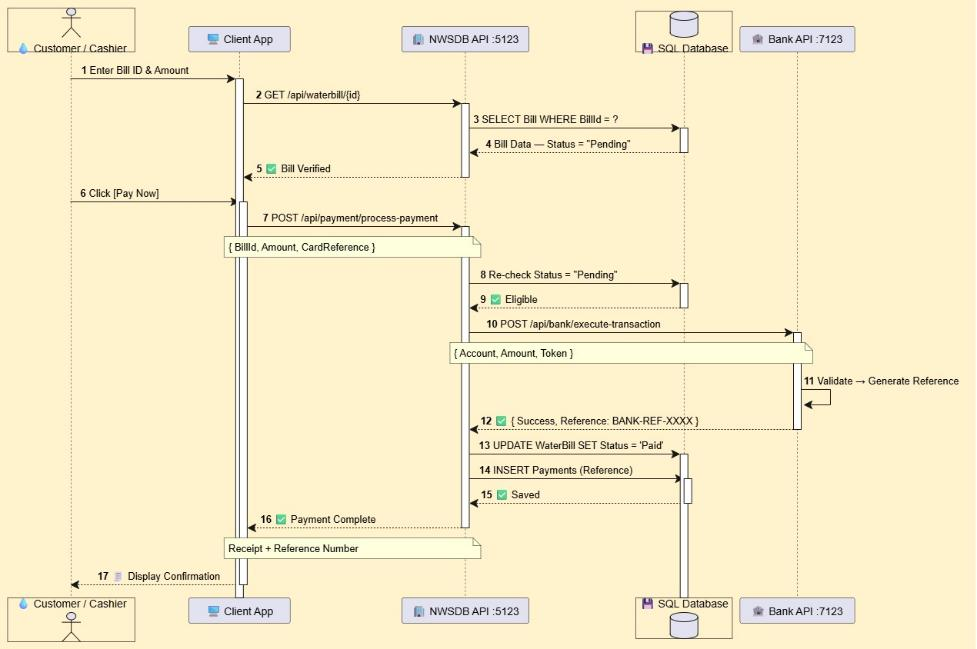 💧 Customer / Cashier
🖥️ Client App
🏢 NWSDB API :5123
💾 SQL Database
🏦 Bank API :7123
1 Enter Bill ID & Amount
2 GET /api/waterbill/{id}
3 SELECT Bill WHERE BillId = ?
4 Bill Data — Status = "Pending"
5 ✅ Bill Verified
6 Click [Pay Now]
7 POST /api/payment/process-payment
{ BillId, Amount, CardReference }
8 Re-check Status = "Pending"
9 ✅ Eligible
10 POST /api/bank/execute-transaction
{ Account, Amount, Token }
11 Validate → Generate Reference
12 ✅ { Success, Reference: BANK-REF-XXXX }
13 UPDATE WaterBill SET Status = 'Paid'
14 INSERT Payments (Reference)
15 ✅ Saved
16 ✅ Payment Complete
Receipt + Reference Number
17 🧾 Display Confirmation
💧 Customer / Cashier
🖥️ Client App
🏢 NWSDB API :5123
💾 SQL Database
🏦 Bank API :7123